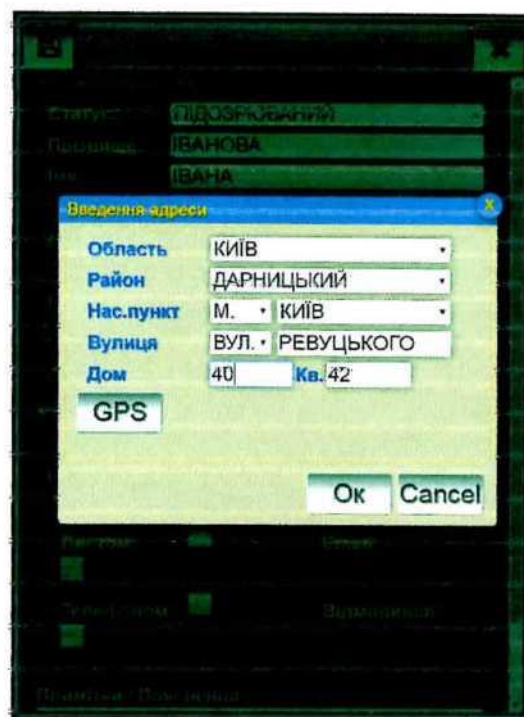 Статус ПІДОЗРЮВАНИЙ
Прізвище ІВАНОВА
Імя ІВАНА
Введення адреси X
Область КИЇВ
Район ДАРНИЦЬКИЙ
Нас.пункт М. КИЇВ
Вулиця ВУЛ. РЕВУЦЬКОГО
Дом 40 Кв. 42
GPS
Ок Cancel